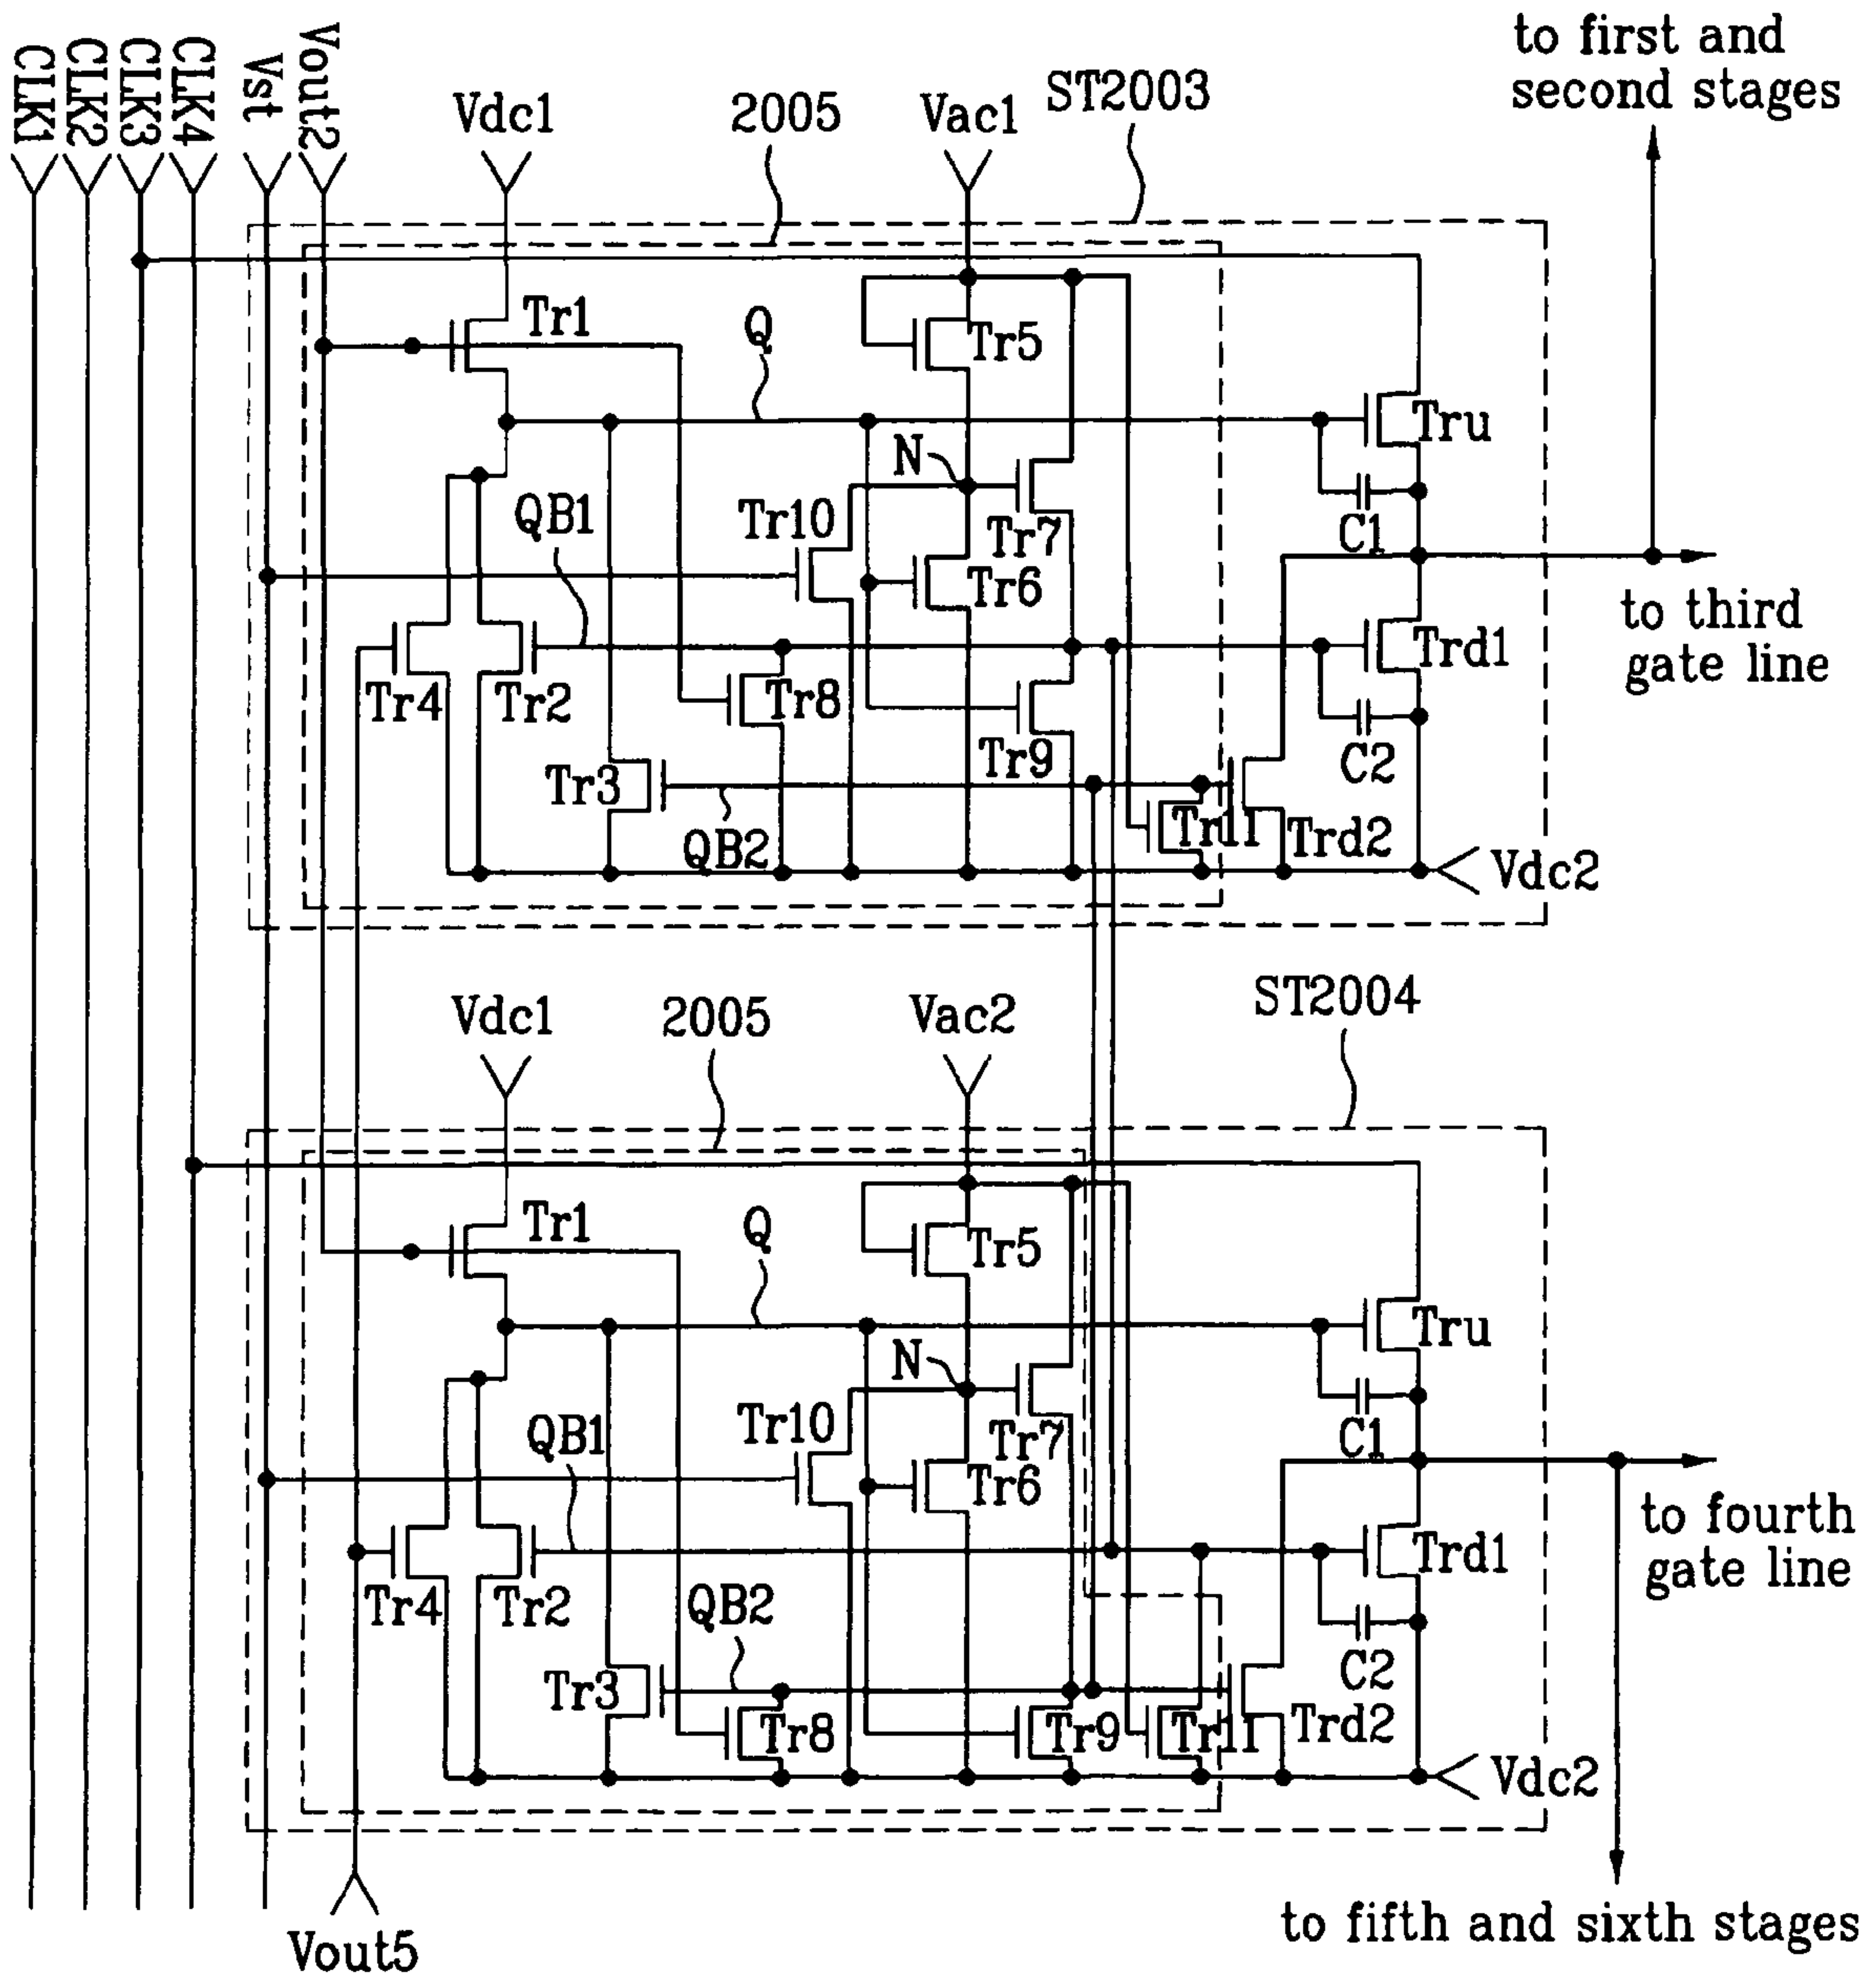 to first and
second stages
CLK1
CLK2
CLK3
CLK4
Vst
Vout2
Vdc1
2005
Vac1
ST2003
Tr1
Q
Tr5
Tru
N
QB1
Tr10
Tr7
C1
Tr6
to third
gate line
Trd1
Tr4
Tr2
Tr8
Tr9
C2
Tr3
QB2
Tr11
Trd2
Vdc2
Vdc1
2005
Vac2
ST2004
Tr1
Q
Tr5
Tru
N
QB1
Tr10
Tr7
C1
Tr6
to fourth
gate line
Trd1
Tr4
Tr2
QB2
C2
Tr3
Tr8
Tr9
Tr11
Trd2
Vdc2
to fifth and sixth stages
Vout5